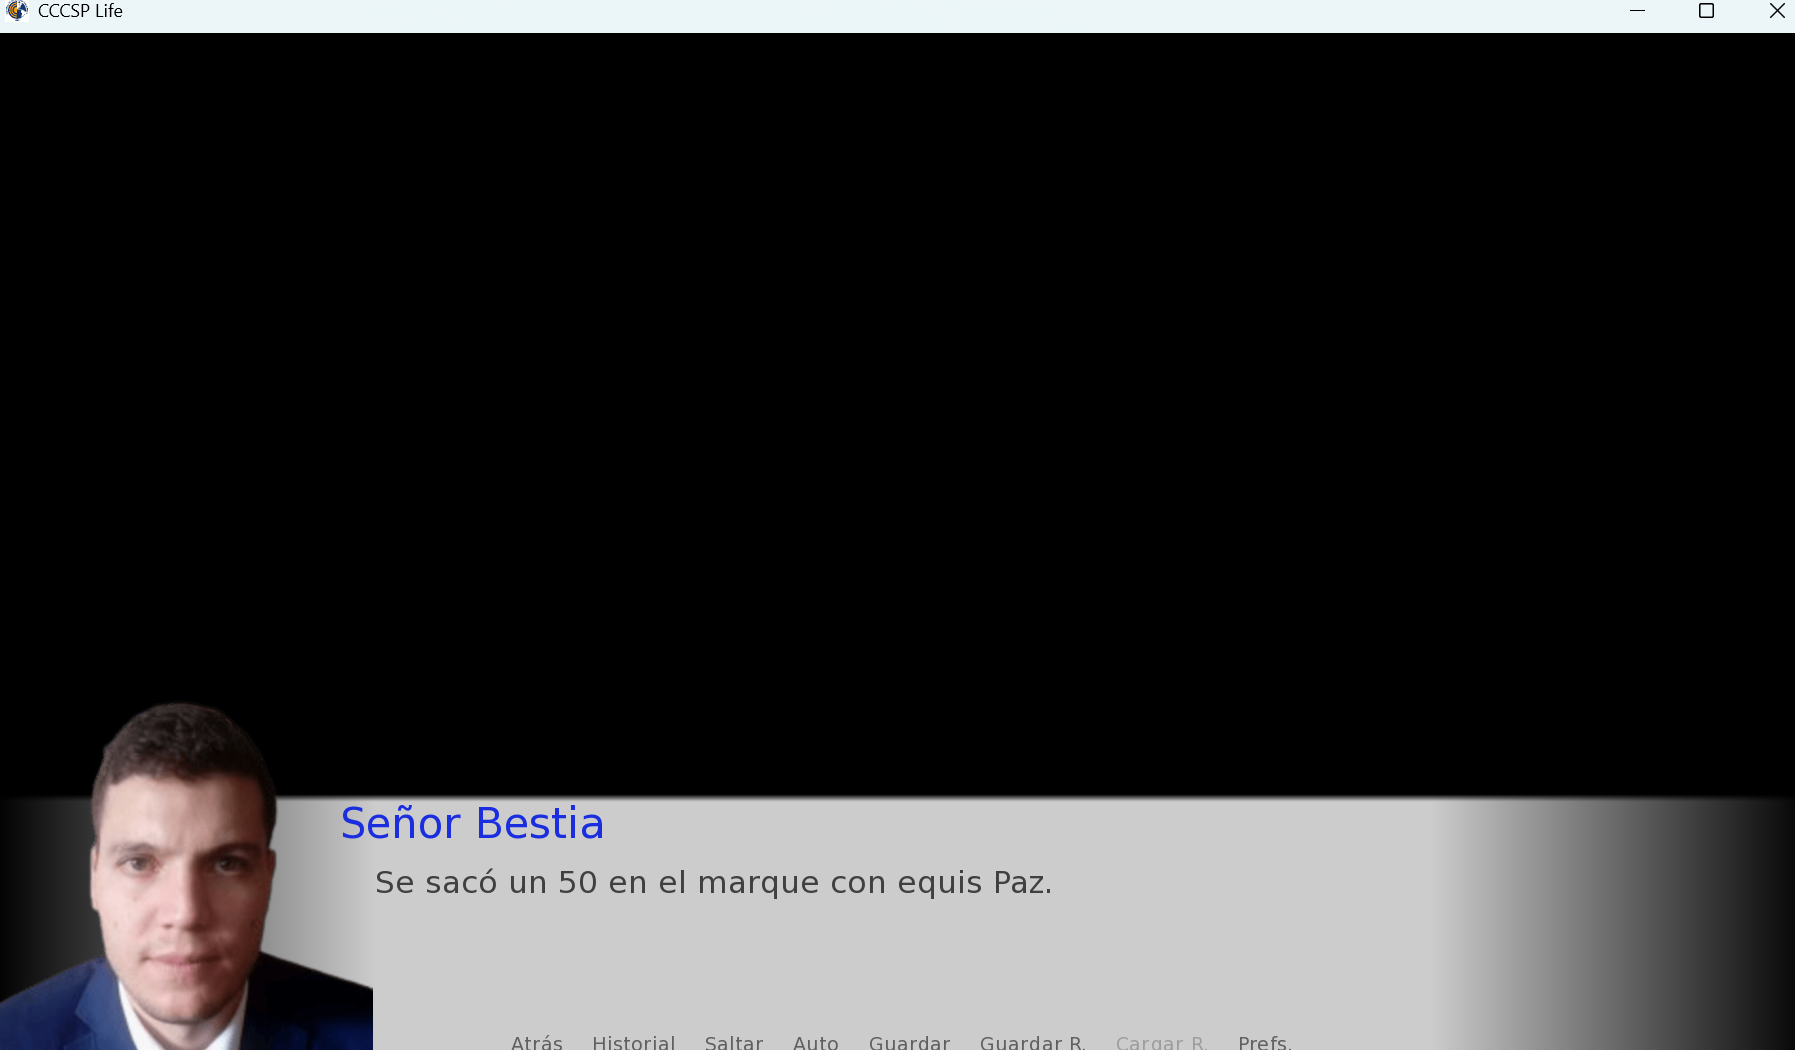 CCCSP Life
Señor Bestia
Se sacó un 50 en el marque con equis Paz.
Atrás Historial Saltar Auto Guardar Guardar R. Cargar R. Prefs.